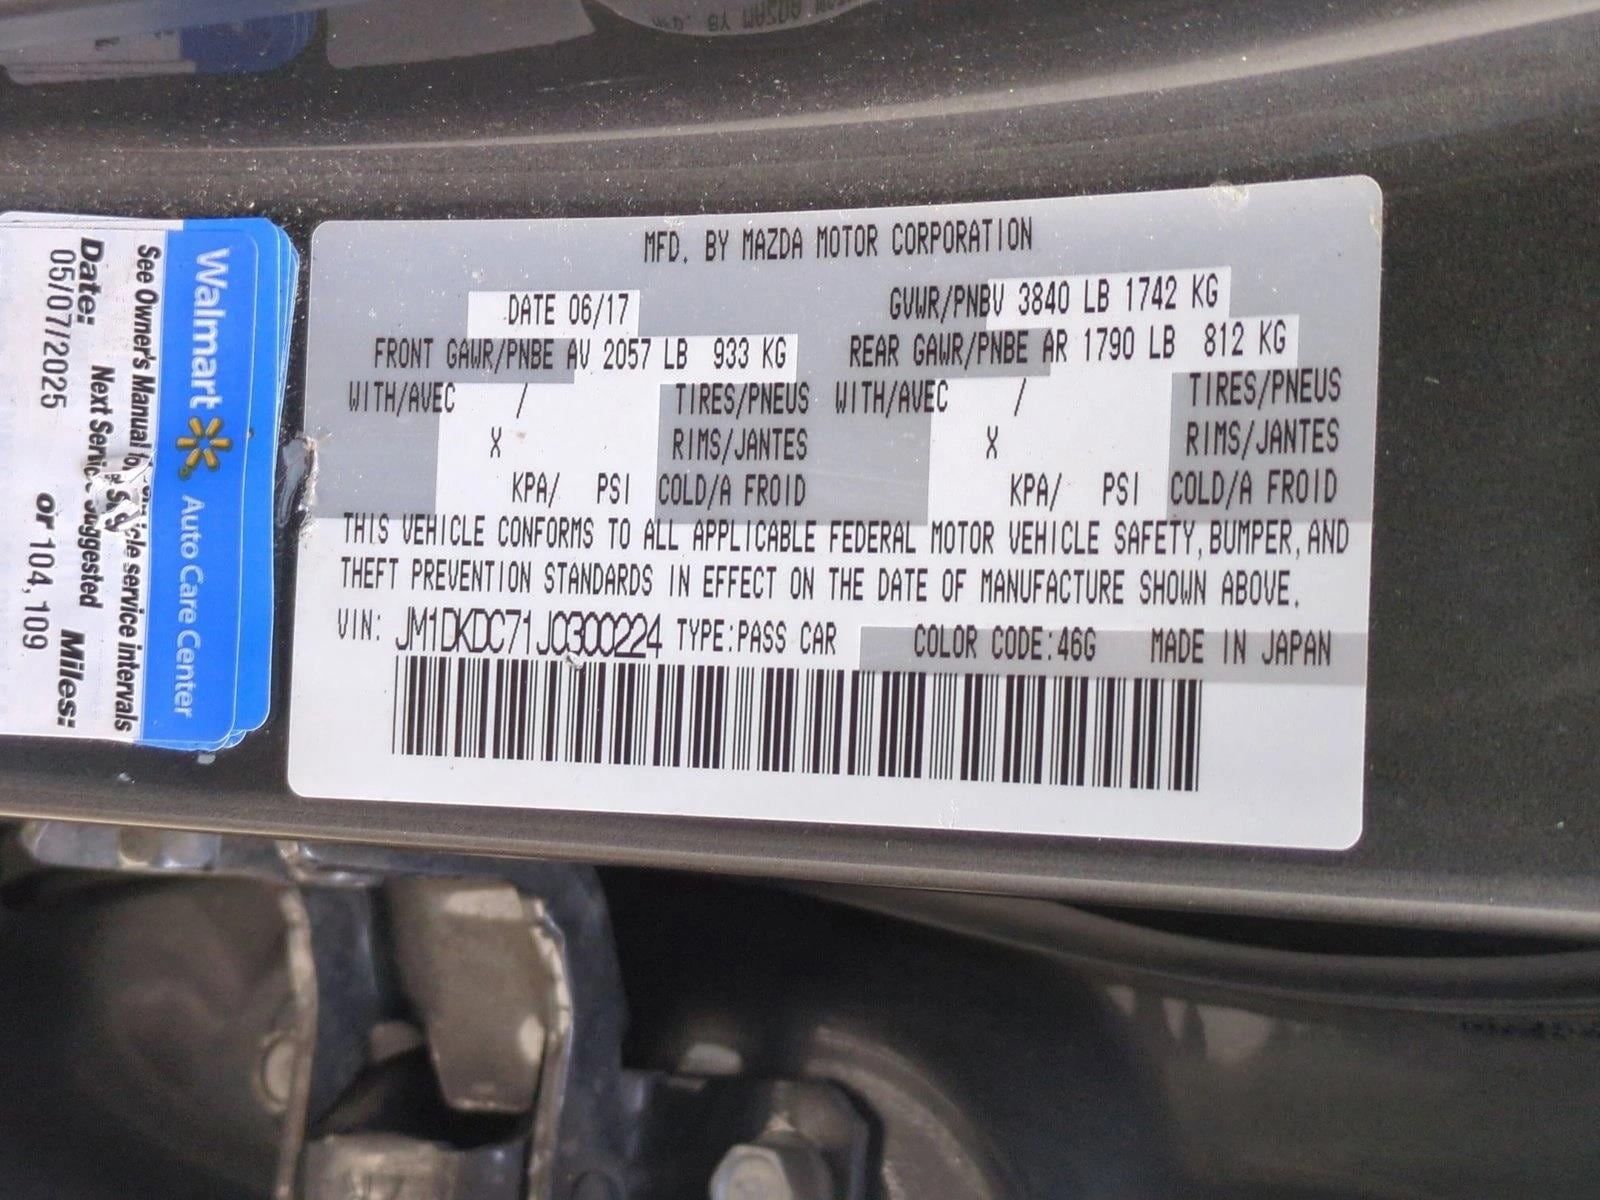 MFD. BY MAZDA MOTOR CORPORATION
DATE 06/17 GVWR/PNBV 3840 LB 1742 KG
FRONT GAWR/PNBE AV 2057 LB 933 KG REAR GAWR/PNBE AR 1790 LB 812 KG
WITH/AVEC / TIRES/PNEUS WITH/AVEC / TIRES/PNEUS
X RIMS/JANTES X RIMS/JANTES
KPA/ PSI COLD/A FROID KPA/ PSI COLD/A FROID
THIS VEHICLE CONFORMS TO ALL APPLICABLE FEDERAL MOTOR VEHICLE SAFETY, BUMPER, AND
THEFT PREVENTION STANDARDS IN EFFECT ON THE DATE OF MANUFACTURE SHOWN ABOVE.
VIN: JM1DKDC71J0300224 TYPE:PASS CAR COLOR CODE:46G MADE IN JAPAN
Walmart Auto Care Center
See Owner's Manual service intervals
Next Suggested
Date: Miles:
05/07/2025 or 104,109